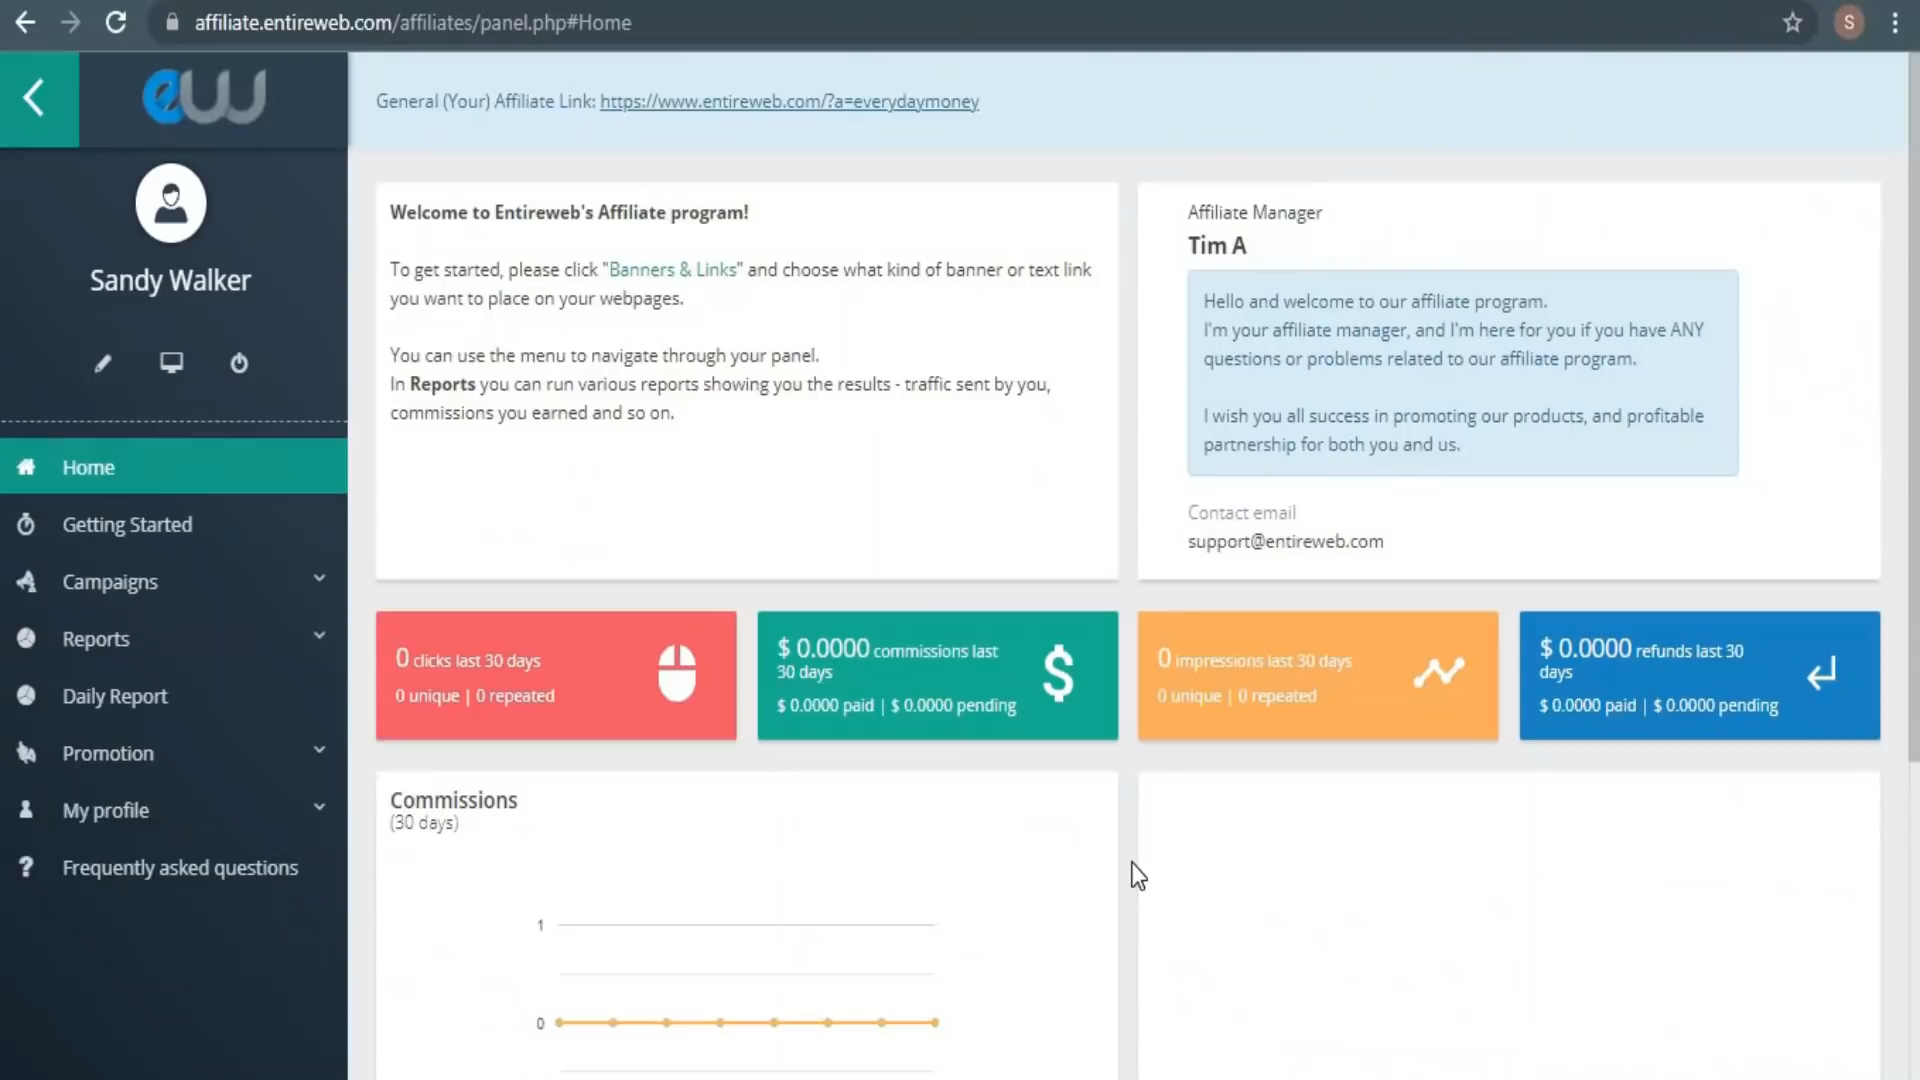 affiliate.entireweb.com/affiliates/panel.php#Home
S
ew
General (Your) Affiliate Link: https://www.entireweb.com/?a=everydaymoney
Sandy Walker
Home
Getting Started
Campaigns
Reports
Daily Report
Promotion
My profile
? Frequently asked questions
Welcome to Entireweb's Affiliate program!
To get started, please click "Banners & Links" and choose what kind of banner or text link
you want to place on your webpages.
You can use the menu to navigate through your panel.
In Reports you can run various reports showing you the results - traffic sent by you,
commissions you earned and so on.
Affiliate Manager
Tim A
Hello and welcome to our affiliate program.
I'm your affiliate manager, and I'm here for you if you have ANY
questions or problems related to our affiliate program.
I wish you all success in promoting our products, and profitable
partnership for both you and us.
Contact email
support@entireweb.com
0 clicks last 30 days
0 unique | 0 repeated
$ 0.0000 commissions last
30 days
$ 0.0000 paid | $ 0.0000 pending
$
0 impressions last 30 days
0 unique | 0 repeated
$ 0.0000 refunds last 30
days
$ 0.0000 paid | $ 0.0000 pending
Commissions
(30 days)
1
0